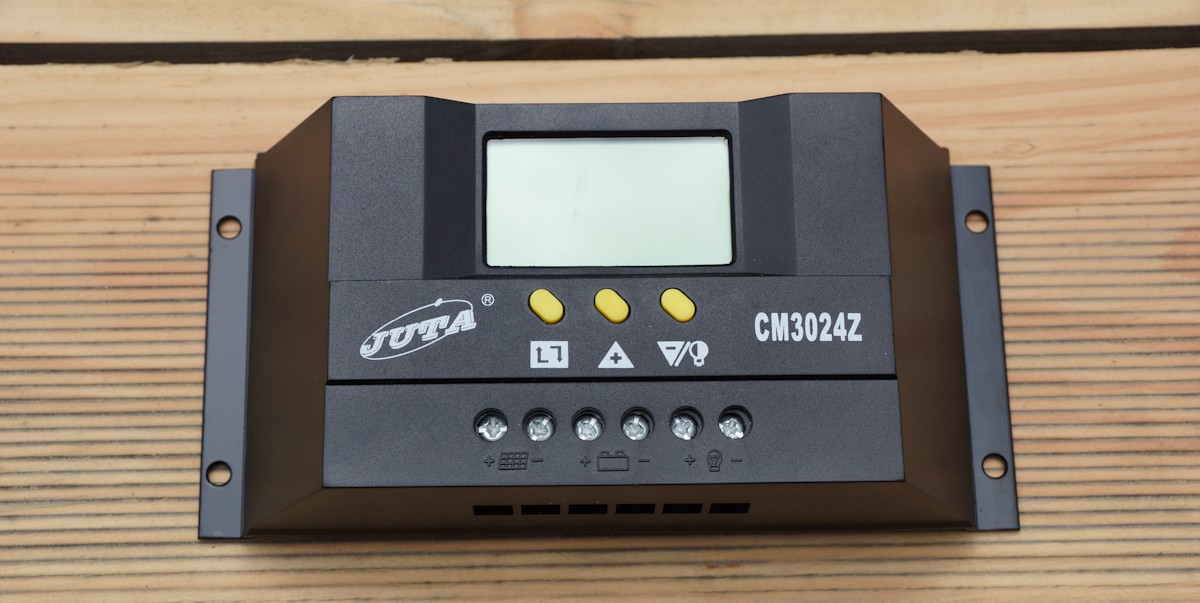 JUTA ®
CM3024Z
+ -
+ - + - + -